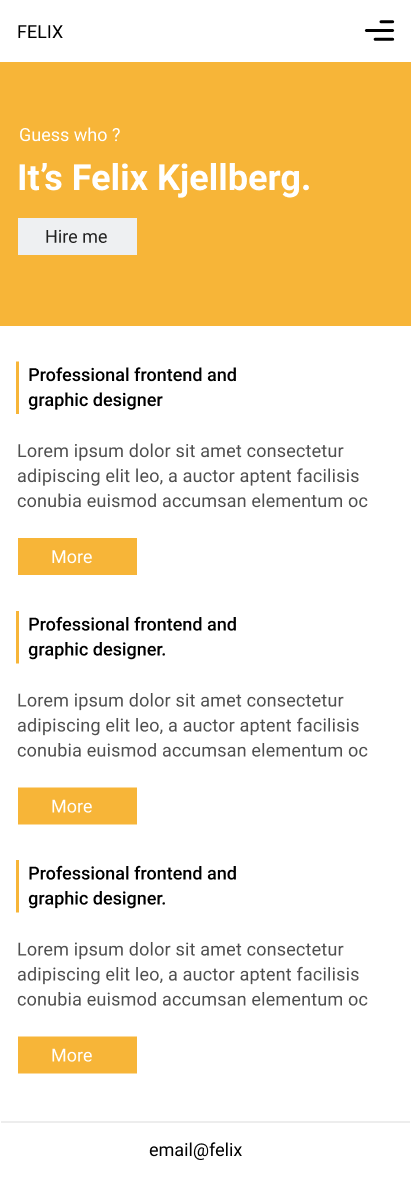 FELIX
Guess who ?
It’s Felix Kjellberg.
Hire me
Professional frontend and
graphic designer
Lorem ipsum dolor sit amet consectetur
adipiscing elit leo, a auctor aptent facilisis
conubia euismod accumsan elementum oc
More
Professional frontend and
graphic designer.
Lorem ipsum dolor sit amet consectetur
adipiscing elit leo, a auctor aptent facilisis
conubia euismod accumsan elementum oc
More
Professional frontend and
graphic designer.
Lorem ipsum dolor sit amet consectetur
adipiscing elit leo, a auctor aptent facilisis
conubia euismod accumsan elementum oc
More
email@felix